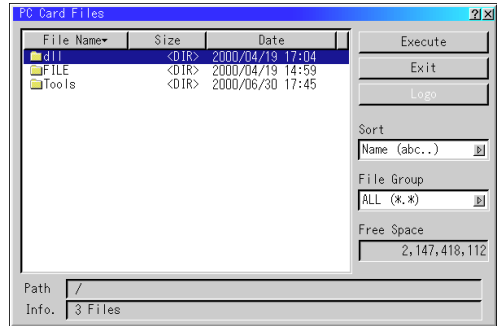 PC Card Files
File Name▾ Size Date
dll <DIR> 2000/04/19 17:04
FILE <DIR> 2000/04/19 14:59
Tools <DIR> 2000/06/30 17:45
Execute
Exit
Logo
Sort
Name (abc..)
File Group
ALL (*.*)
Free Space
2,147,418,112
Path /
Info. 3 Files